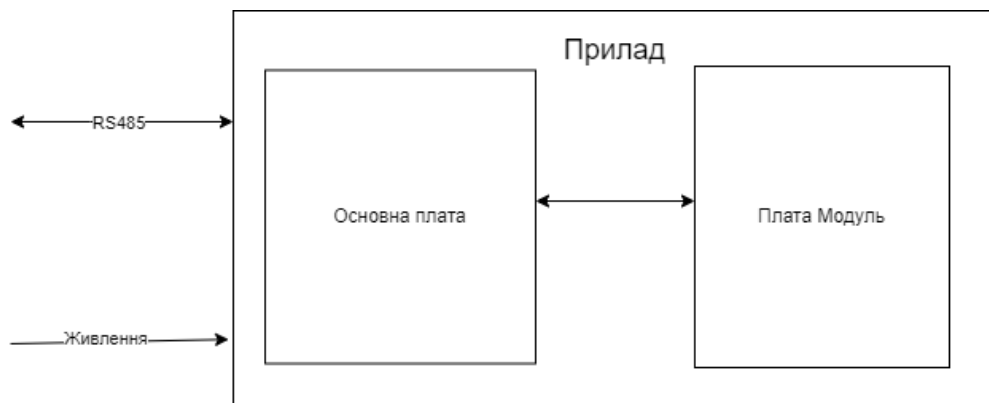 Прилад
RS485
Основна плата
Плата Модуль
Живлення